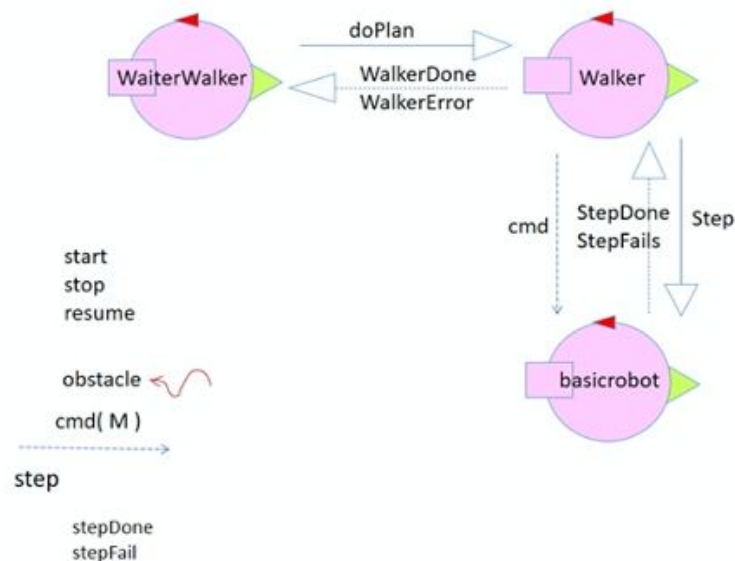 doPlan
WaiterWalker
WalkerDone
WalkerError
Walker
cmd
StepDone
StepFails
Step
start
stop
resume
obstacle
basicrobot
cmd( M )
step
stepDone
stepFail